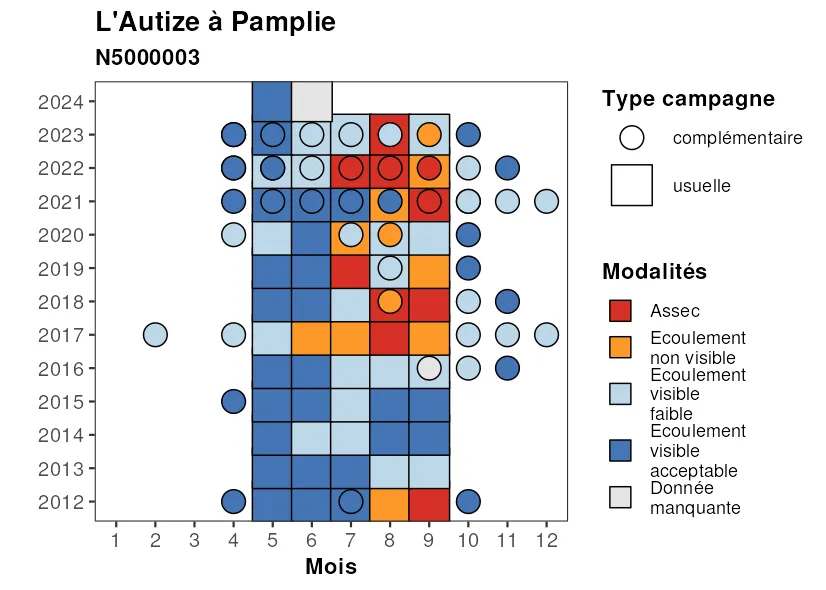 L'Autize à Pamplie
N5000003
2024
2023
2022
2021
2020
2019
2018
2017
2016
2015
2014
2013
2012
1 2 3 4 5 6 7 8 9 10 11 12
Mois
Type campagne
complémentaire
usuelle
Modalités
Assec
Ecoulement
non visible
Ecoulement
visible
faible
Ecoulement
visible
acceptable
Donnée
manquante